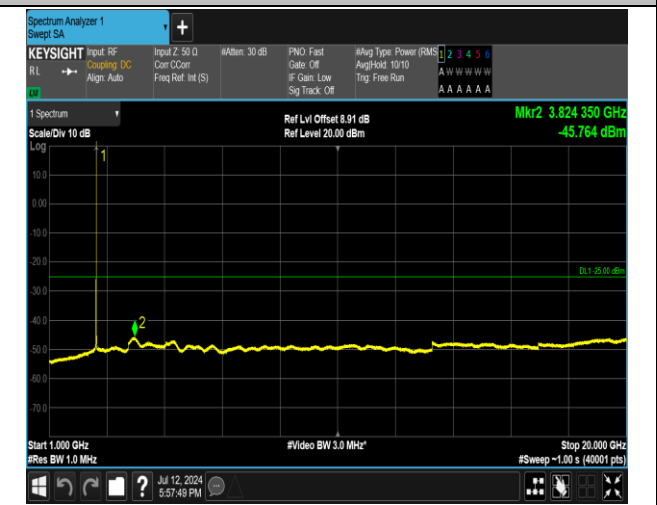 Spectrum Analyzer 1
Swept SA
+
KEYSIGHT Input: RF Input Z: 50 Ω #Atten: 30 dB PNO: Fast #Avg Type: Power (RMS 1 2 3 4 5 6
RL Coupling: DC Corr CCorr Gate: Off Avg|Hold: 10/10 A W W W W W
Align: Auto Freq Ref: Int (S) IF Gain: Low Trig: Free Run
Sig Track: Off A A A A A A
1 Spectrum Ref Lvl Offset 8.91 dB Mkr2 3.824 350 GHz
Scale/Div 10 dB Ref Level 20.00 dBm -45.764 dBm
Log
1
10.0
0.00
-10.0
-20.0
DL1 -25.00 dBm
-30.0
-40.0
2
-50.0
-60.0
-70.0
Start 1.000 GHz #Video BW 3.0 MHz* Stop 20.000 GHz
#Res BW 1.0 MHz #Sweep ~1.00 s (40001 pts)
? Jul 12, 2024
5:57:49 PM